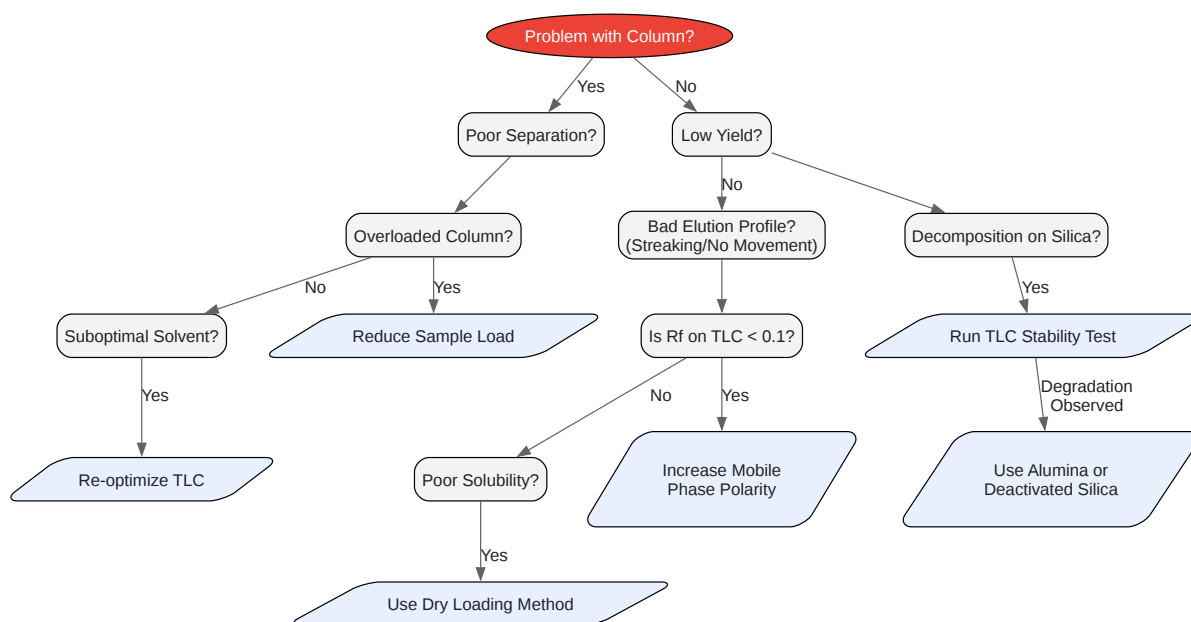 Problem with Column?
Yes
No
Poor Separation?
Low Yield?
No
Overloaded Column?
Bad Elution Profile?
(Streaking/No Movement)
Decomposition on Silica?
No
Yes
Yes
Suboptimal Solvent?
Reduce Sample Load
Is Rf on TLC < 0.1?
Run TLC Stability Test
Yes
No
Yes
Degradation
Observed
Re-optimize TLC
Poor Solubility?
Increase Mobile
Phase Polarity
Use Alumina or
Deactivated Silica
Yes
Use Dry Loading Method